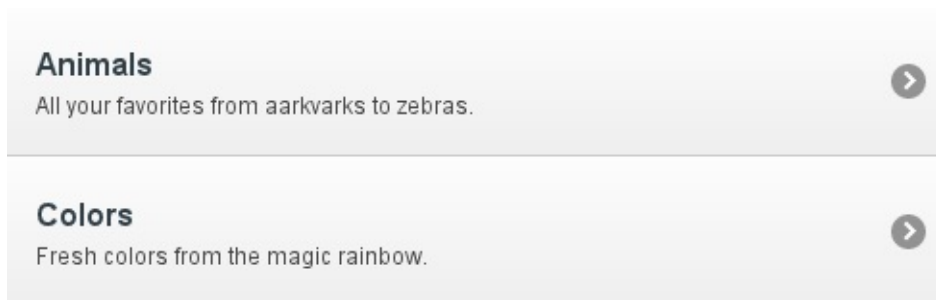 Animals
All your favorites from aarkvarks to zebras.
Colors
Fresh colors from the magic rainbow.